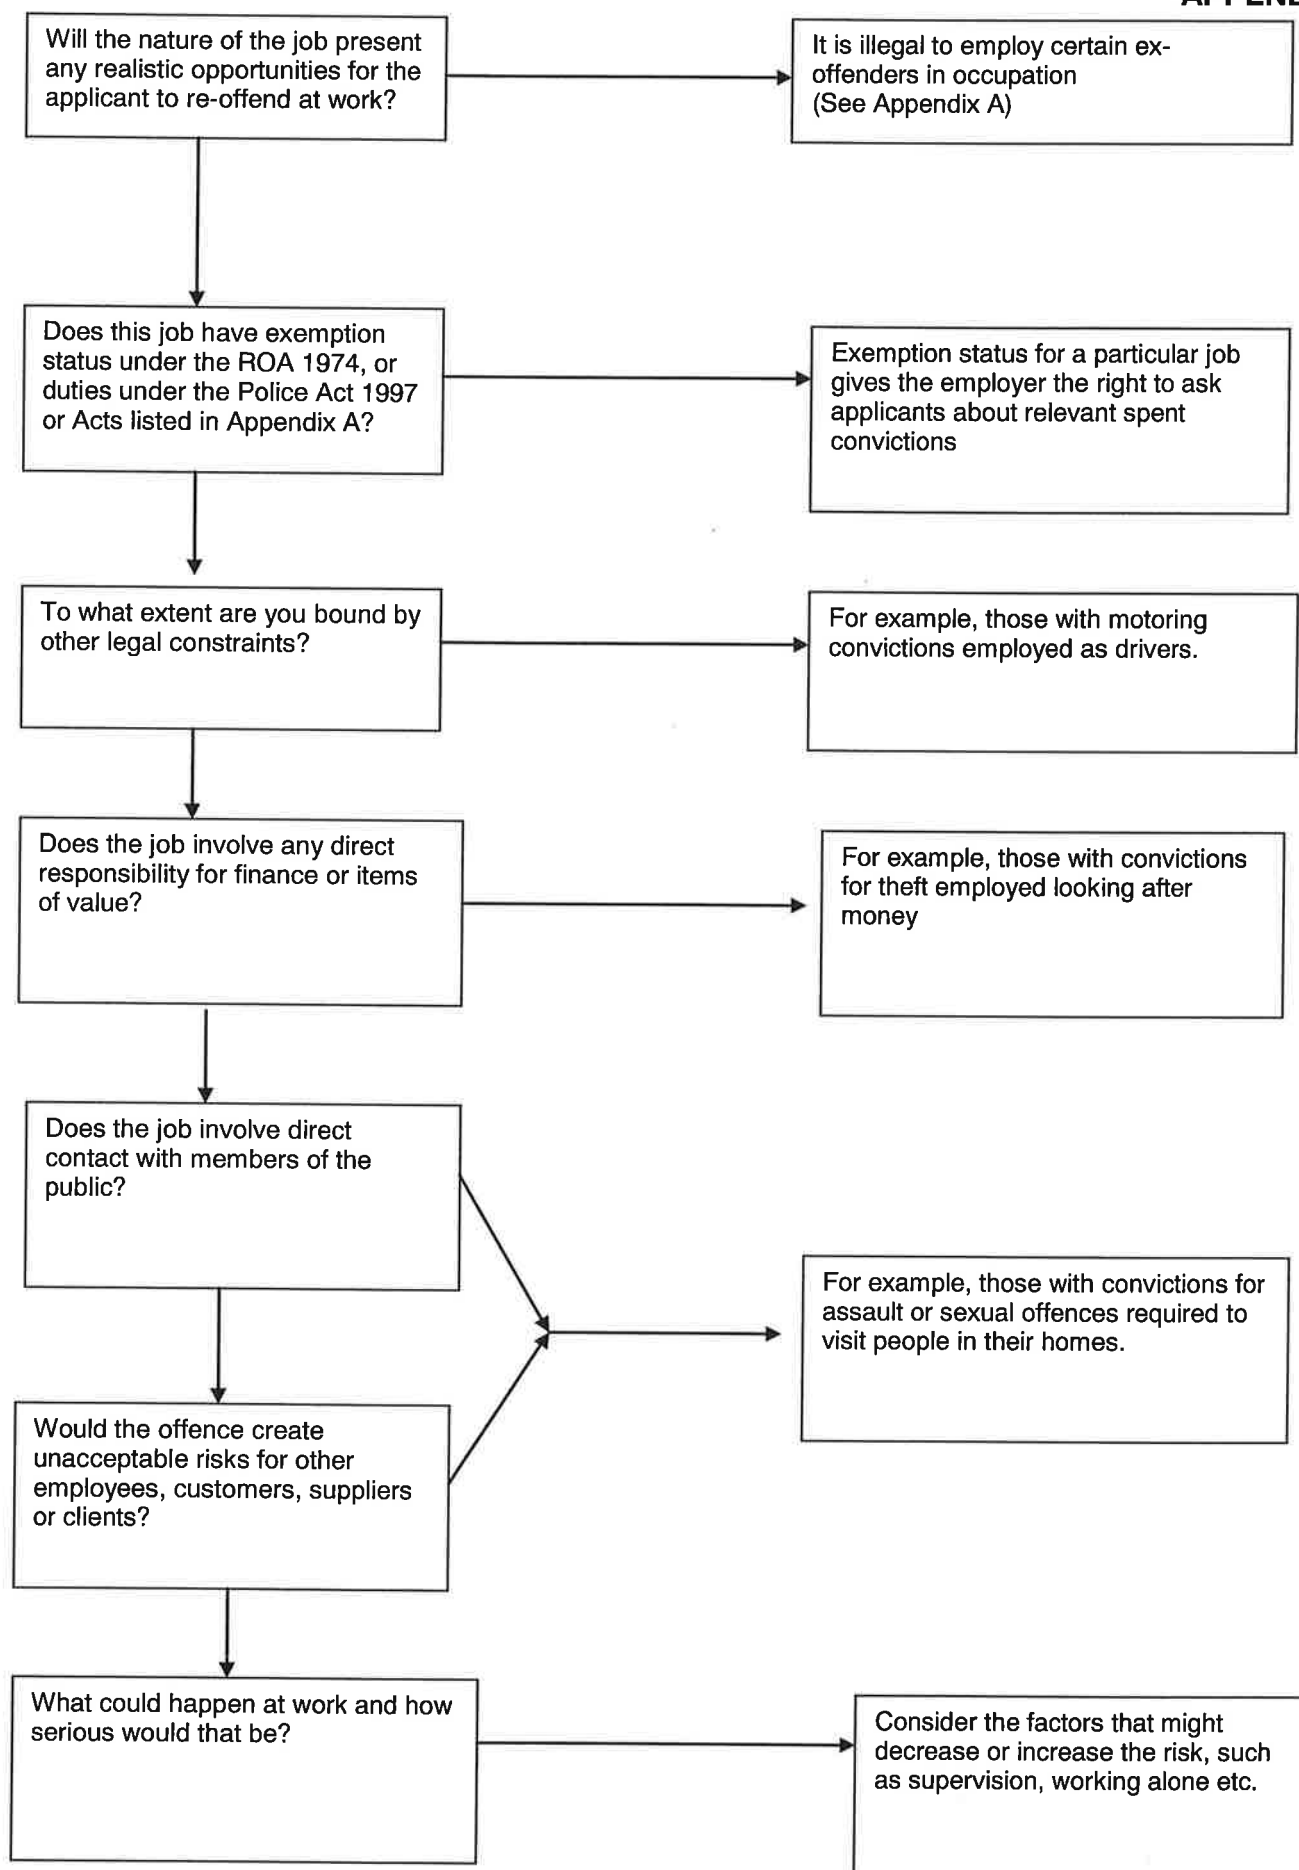 Will the nature of the job present
any realistic opportunities for the
applicant to re-offend at work?
It is illegal to employ certain ex-
offenders in occupation
(See Appendix A)
Does this job have exemption
status under the ROA 1974, or
duties under the Police Act 1997
or Acts listed in Appendix A?
Exemption status for a particular job
gives the employer the right to ask
applicants about relevant spent
convictions
To what extent are you bound by
other legal constraints?
For example, those with motoring
convictions employed as drivers.
Does the job involve any direct
responsibility for finance or items
of value?
For example, those with convictions
for theft employed looking after
money
Does the job involve direct
contact with members of the
public?
For example, those with convictions for
assault or sexual offences required to
visit people in their homes.
Would the offence create
unacceptable risks for other
employees, customers, suppliers
or clients?
What could happen at work and how
serious would that be?
Consider the factors that might
decrease or increase the risk, such
as supervision, working alone etc.